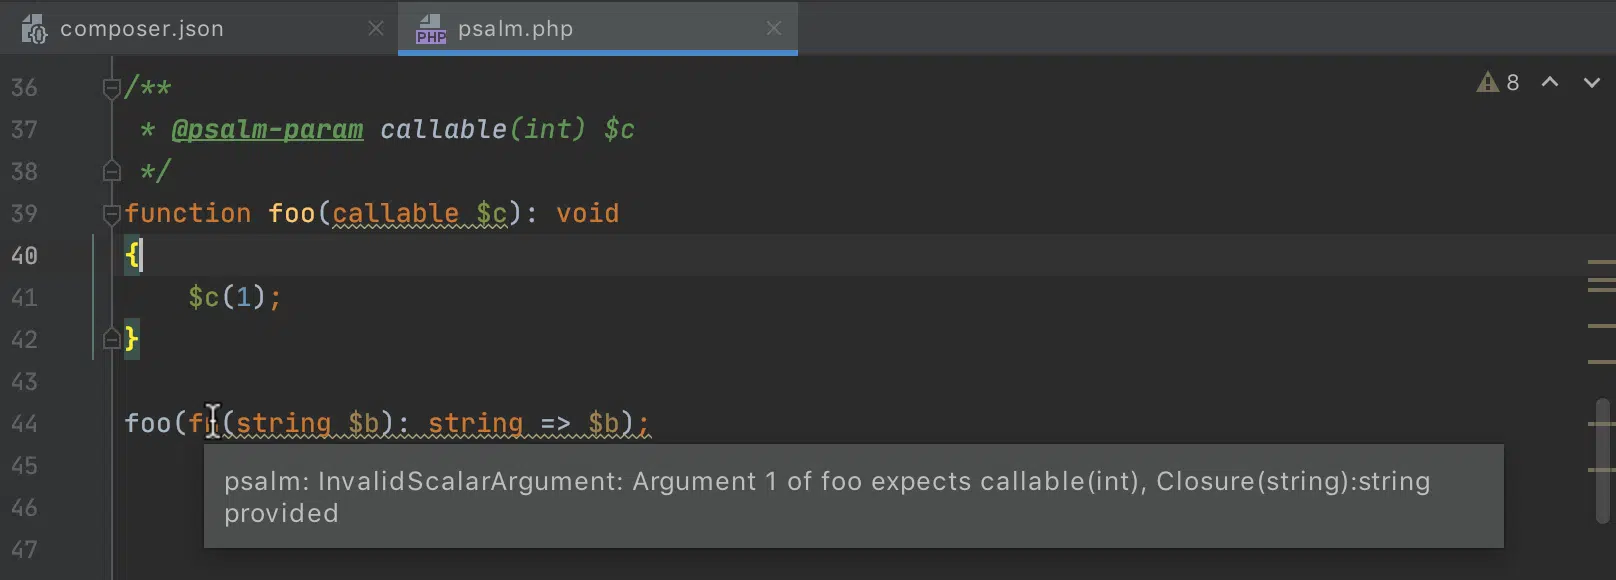 composer.json psalm.php
PHP
8
36 /**
37 * @psalm-param callable(int) $c
38 */
39 function foo(callable $c): void
40 {
41 $c(1);
42 }
43
44 foo(fn(string $b): string => $b);
45
psalm: InvalidScalarArgument: Argument 1 of foo expects callable(int), Closure(string):string
46
provided
47